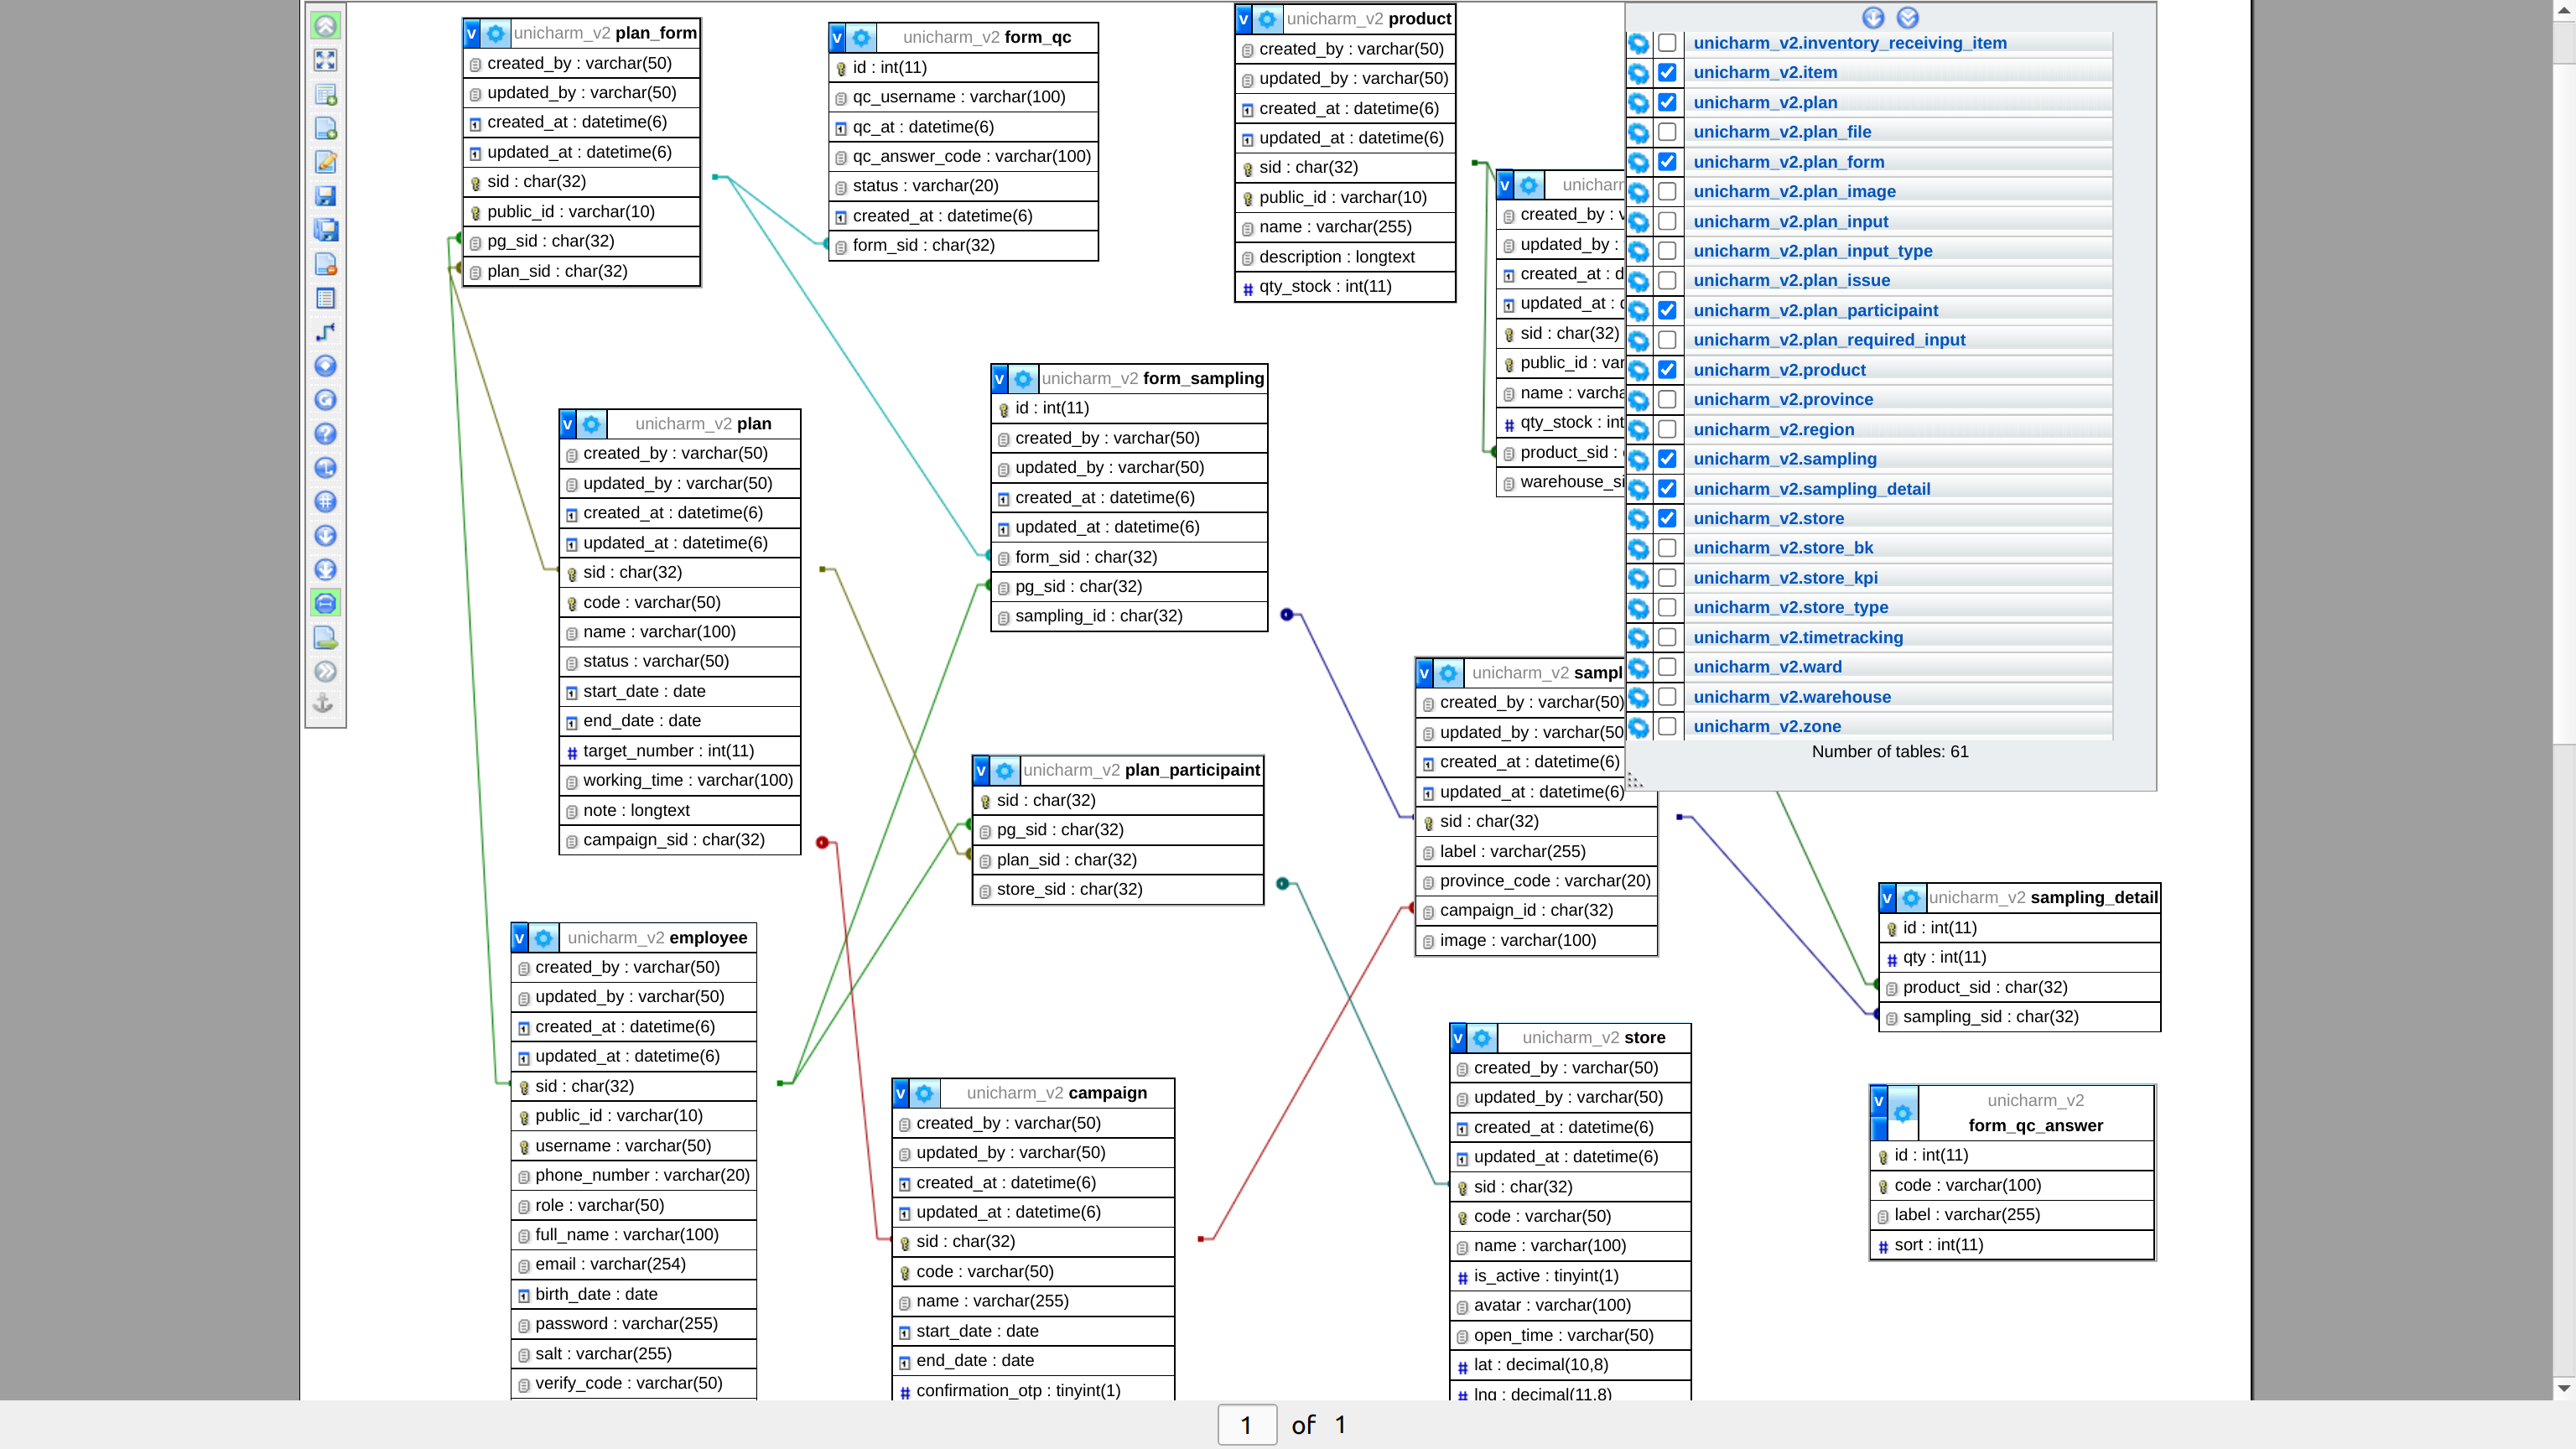 unicharm_v2 plan_form
created_by : varchar(50)
updated_by : varchar(50)
created_at : datetime(6)
updated_at : datetime(6)
sid : char(32)
public_id : varchar(10)
pg_sid : char(32)
plan_sid : char(32)
unicharm_v2 form_qc
id : int(11)
qc_username : varchar(100)
qc_at : datetime(6)
qc_answer_code : varchar(100)
status : varchar(20)
created_at : datetime(6)
form_sid : char(32)
unicharm_v2 product
created_by : varchar(50)
updated_by : varchar(50)
created_at : datetime(6)
updated_at : datetime(6)
sid : char(32)
public_id : varchar(10)
name : varchar(255)
description : longtext
qty_stock : int(11)
created_by :
updated_by :
created_at :
updated_at :
sid : char(32)
public_id :
name :
qty_stock : int
product_sid :
unicharm_v2.inventory_receiving_item
unicharm_v2.item
unicharm_v2.plan
unicharm_v2.plan_file
unicharm_v2.plan_form
unicharm_v2.plan_image
unicharm_v2.plan_input
unicharm_v2.plan_input_type
unicharm_v2.plan_issue
unicharm_v2.plan_participaint
unicharm_v2.plan_required_input
unicharm_v2.product
unicharm_v2.province
unicharm_v2.region
unicharm_v2.sampling
unicharm_v2.sampling_detail
unicharm_v2.store
unicharm_v2.store_bk
unicharm_v2.store_kpi
unicharm_v2.store_type
unicharm_v2.timetracking
unicharm_v2.ward
unicharm_v2.warehouse
unicharm_v2.zone
Number of tables: 61
unicharm_v2 form_sampling
id : int(11)
created_by : varchar(50)
updated_by : varchar(50)
created_at : datetime(6)
updated_at : datetime(6)
form_sid : char(32)
pg_sid : char(32)
sampling_id : char(32)
unicharm_v2 plan
created_by : varchar(50)
updated_by : varchar(50)
created_at : datetime(6)
updated_at : datetime(6)
sid : char(32)
code : varchar(50)
name : varchar(100)
status : varchar(50)
start_date : date
end_date : date
target_number : int(11)
working_time : varchar(100)
note : longtext
campaign_sid : char(32)
unicharm_v2 sampl
created_by : varchar(50)
updated_by : varchar(50
created_at : datetime(6)
updated_at : datetime(6)
sid : char(32)
label : varchar(255)
province_code : varchar(20)
campaign_id : char(32)
image : varchar(100)
unicharm_v2 plan_participaint
sid : char(32)
pg_sid : char(32)
plan_sid : char(32)
store_sid : char(32)
unicharm_v2 sampling_detail
id : int(11)
qty : int(11)
product_sid : char(32)
sampling_sid : char(32)
unicharm_v2 employee
created_by : varchar(50)
updated_by : varchar(50)
created_at : datetime(6)
updated_at : datetime(6)
sid : char(32)
public_id : varchar(10)
username : varchar(50)
phone_number : varchar(20)
role : varchar(50)
full_name : varchar(100)
email : varchar(254)
birth_date : date
password : varchar(255)
salt : varchar(255)
verify_code : varchar(50)
unicharm_v2 campaign
created_by : varchar(50)
updated_by : varchar(50)
created_at : datetime(6)
updated_at : datetime(6)
sid : char(32)
code : varchar(50)
name : varchar(255)
start_date : date
end_date : date
confirmation_otp : tinyint(1)
unicharm_v2 store
created_by : varchar(50)
updated_by : varchar(50)
created_at : datetime(6)
updated_at : datetime(6)
sid : char(32)
code : varchar(50)
name : varchar(100)
is_active : tinyint(1)
avatar : varchar(100)
open_time : varchar(50)
lat : decimal(10,8)
lng : decimal(11,8)
unicharm_v2
form_qc_answer
id : int(11)
code : varchar(100)
label : varchar(255)
sort : int(11)
1 of 1